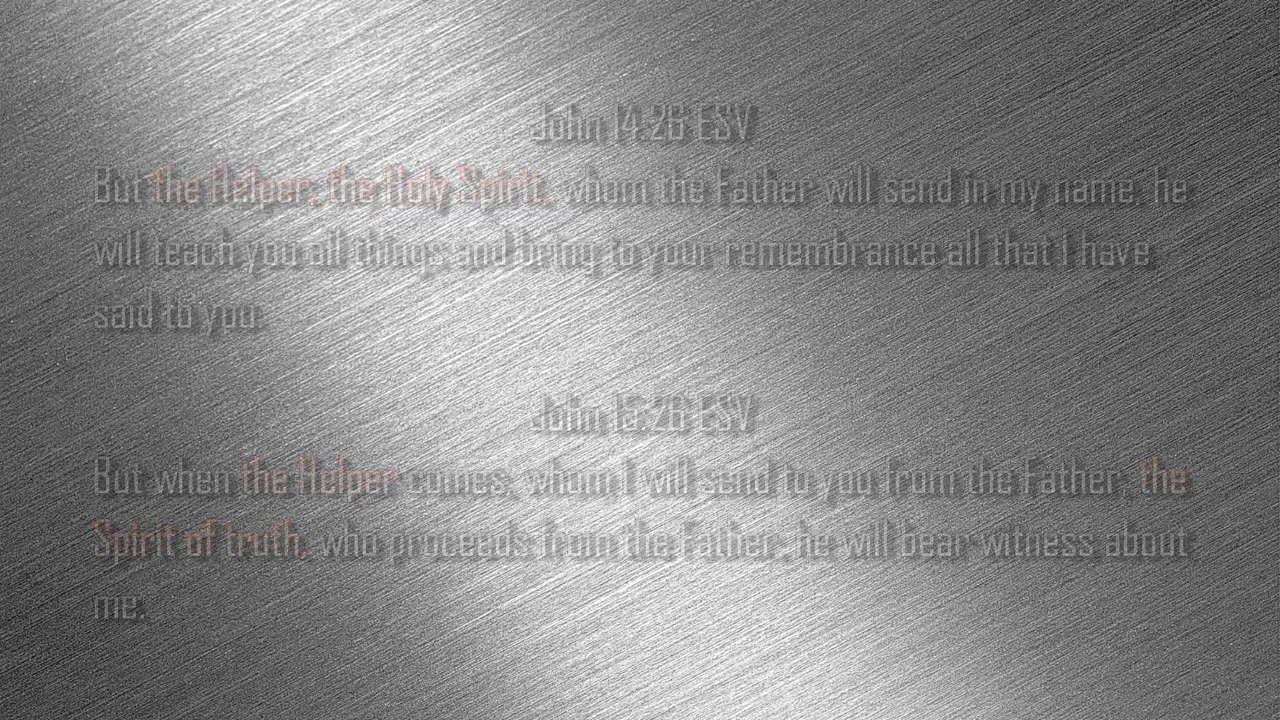 John 14:26 ESV
But the Helper, the Holy Spirit, whom the Father will send in my name, he
will teach you all things and bring to your remembrance all that I have
said to you.
John 15:26 ESV
But when the Helper comes, whom I will send to you from the Father, the
Spirit of truth, who proceeds from the Father, he will bear witness about
me.